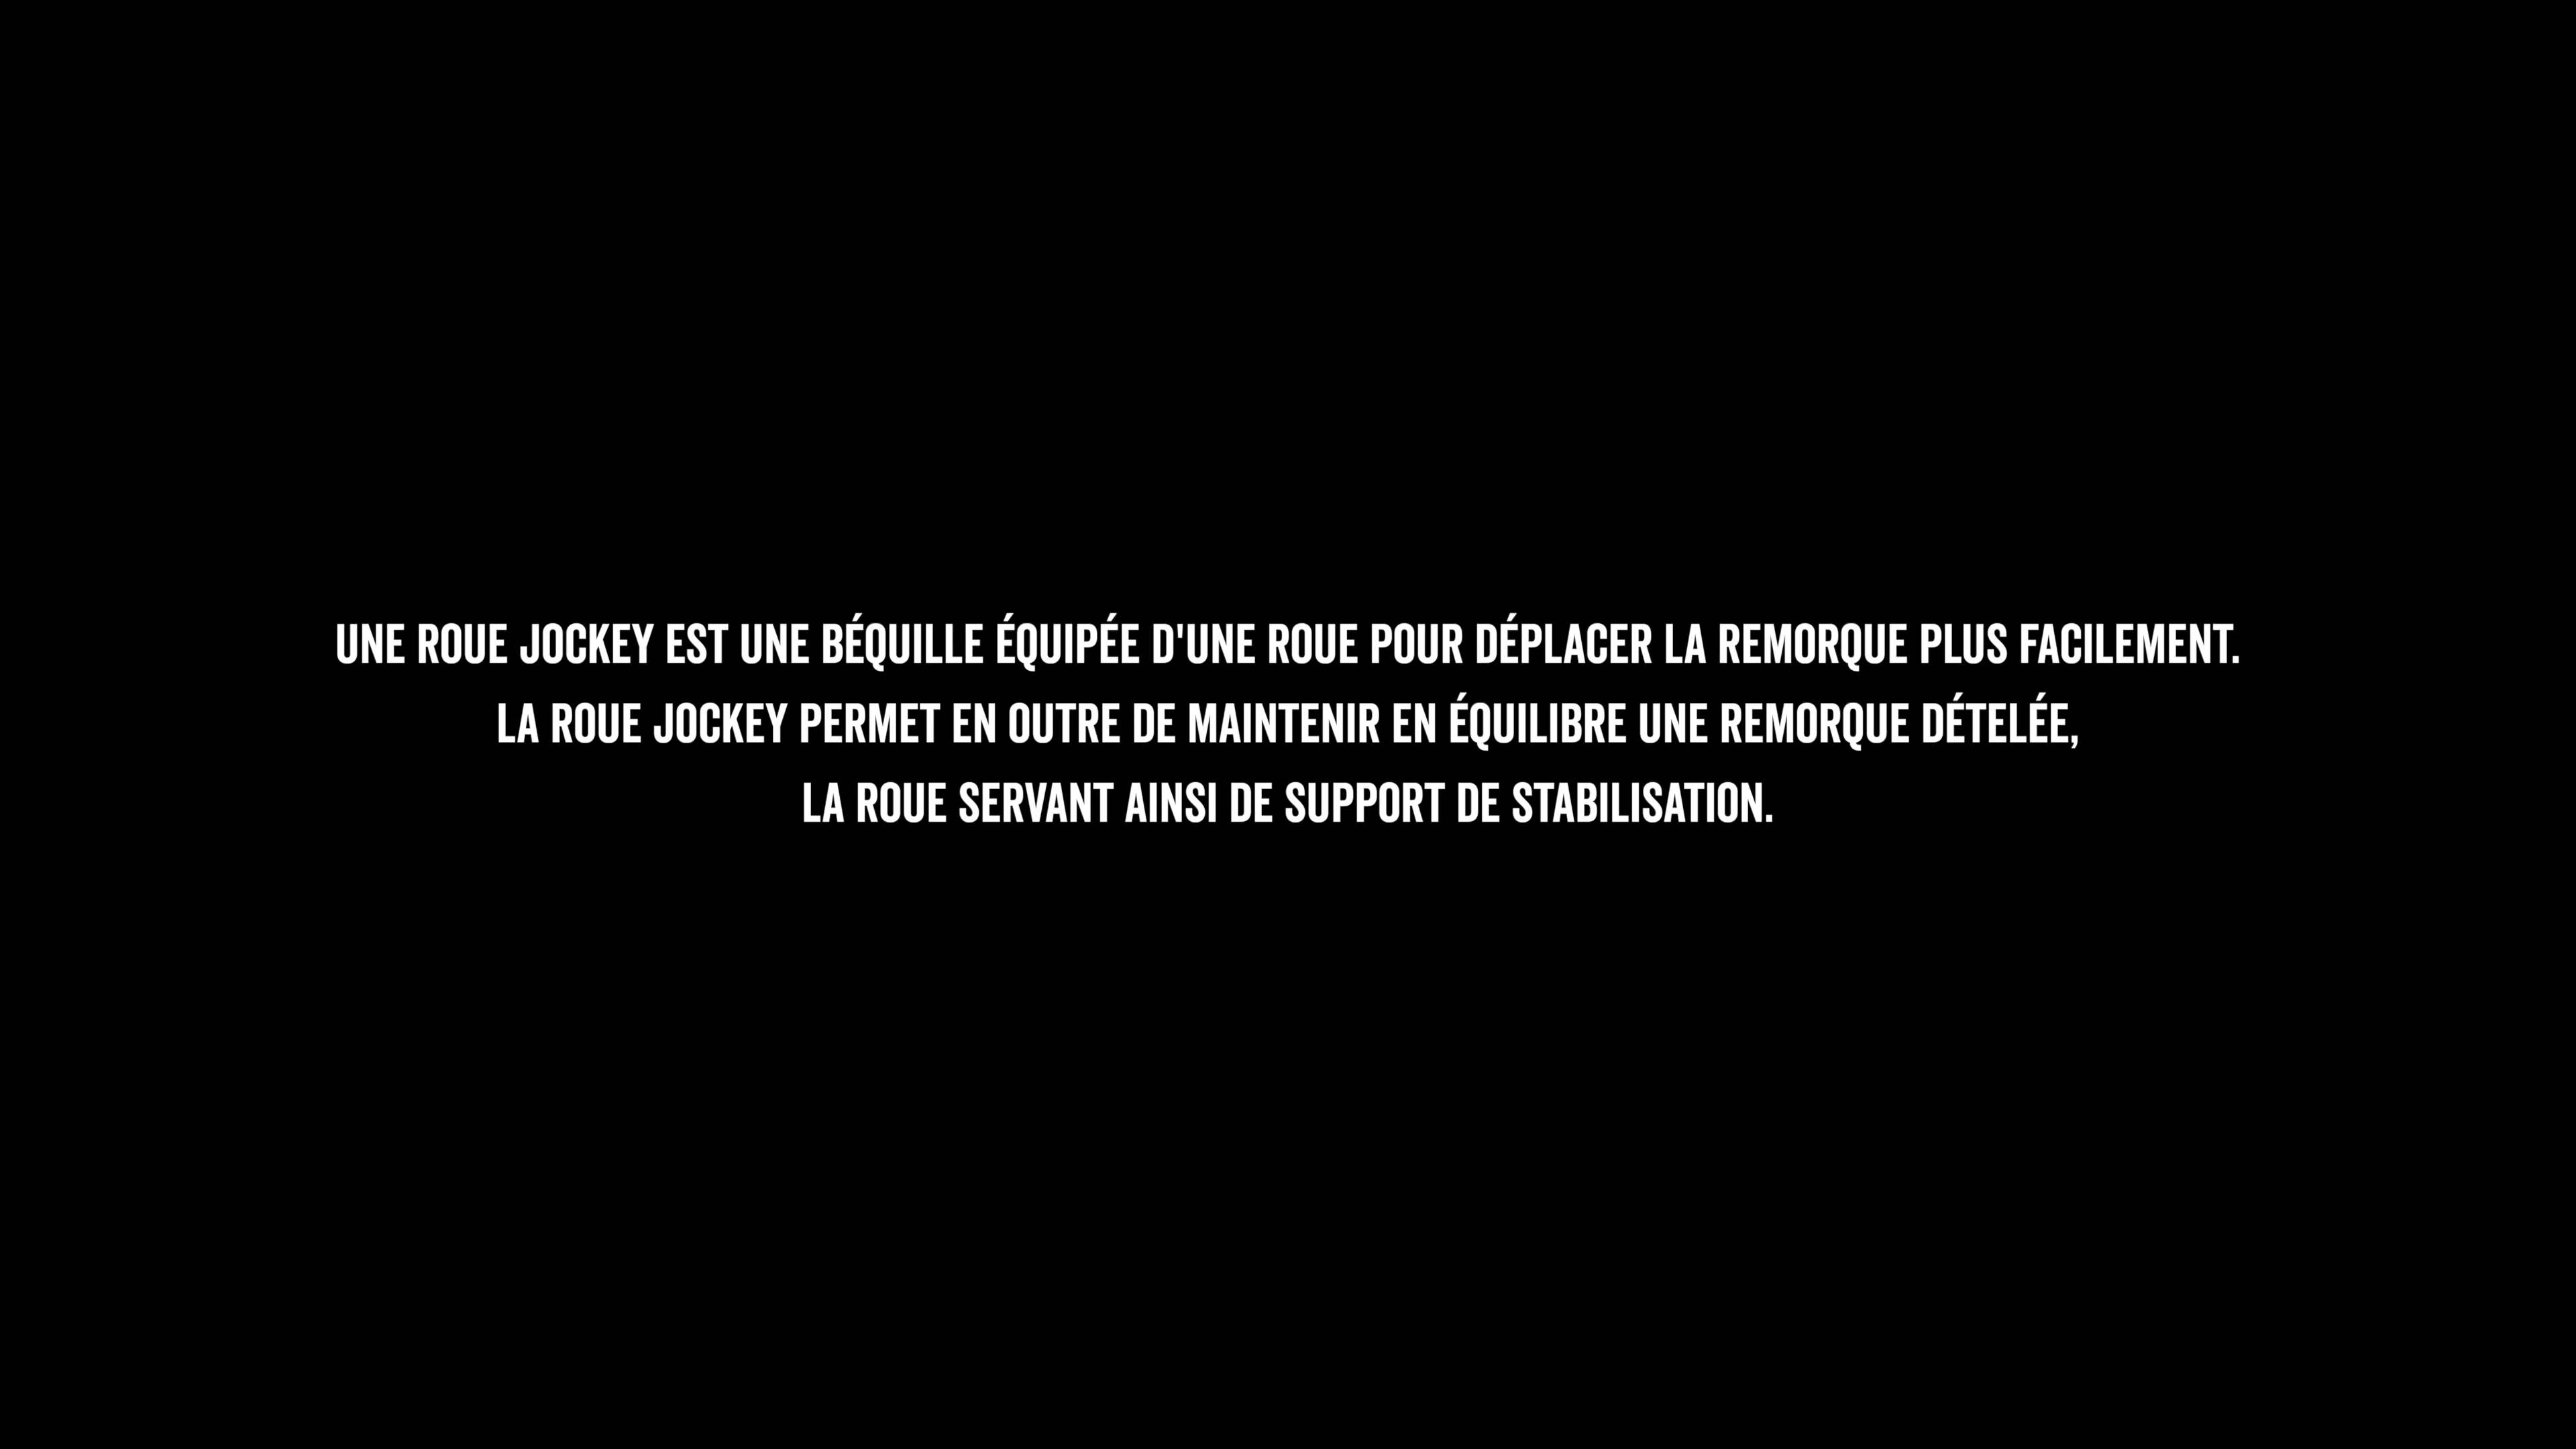 UNE ROUE JOCKEY EST UNE BÉQUILLE ÉQUIPÉE D'UNE ROUE POUR DÉPLACER LA REMORQUE PLUS FACILEMENT.
LA ROUE JOCKEY PERMET EN OUTRE DE MAINTENIR EN ÉQUILIBRE UNE REMORQUE DÉTELÉE,
LA ROUE SERVANT AINSI DE SUPPORT DE STABILISATION.